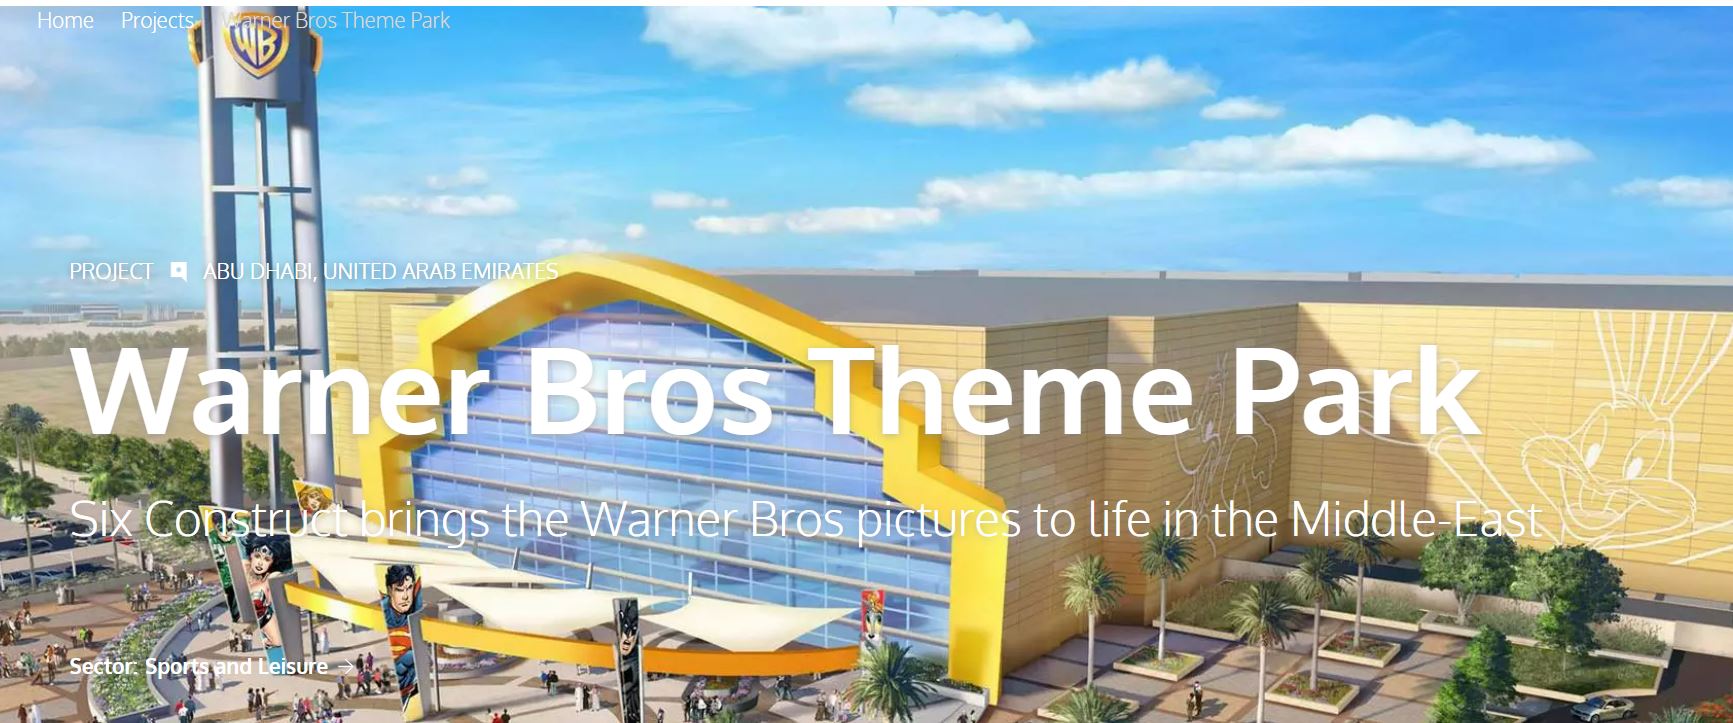 Home Projects Warner Bros Theme Park
WB
PROJECT ABU DHABI, UNITED ARAB EMIRATES
Warner Bros Theme Park
Six Construct brings the Warner Bros pictures to life in the Middle-East
Sector: Sports and Leisure →